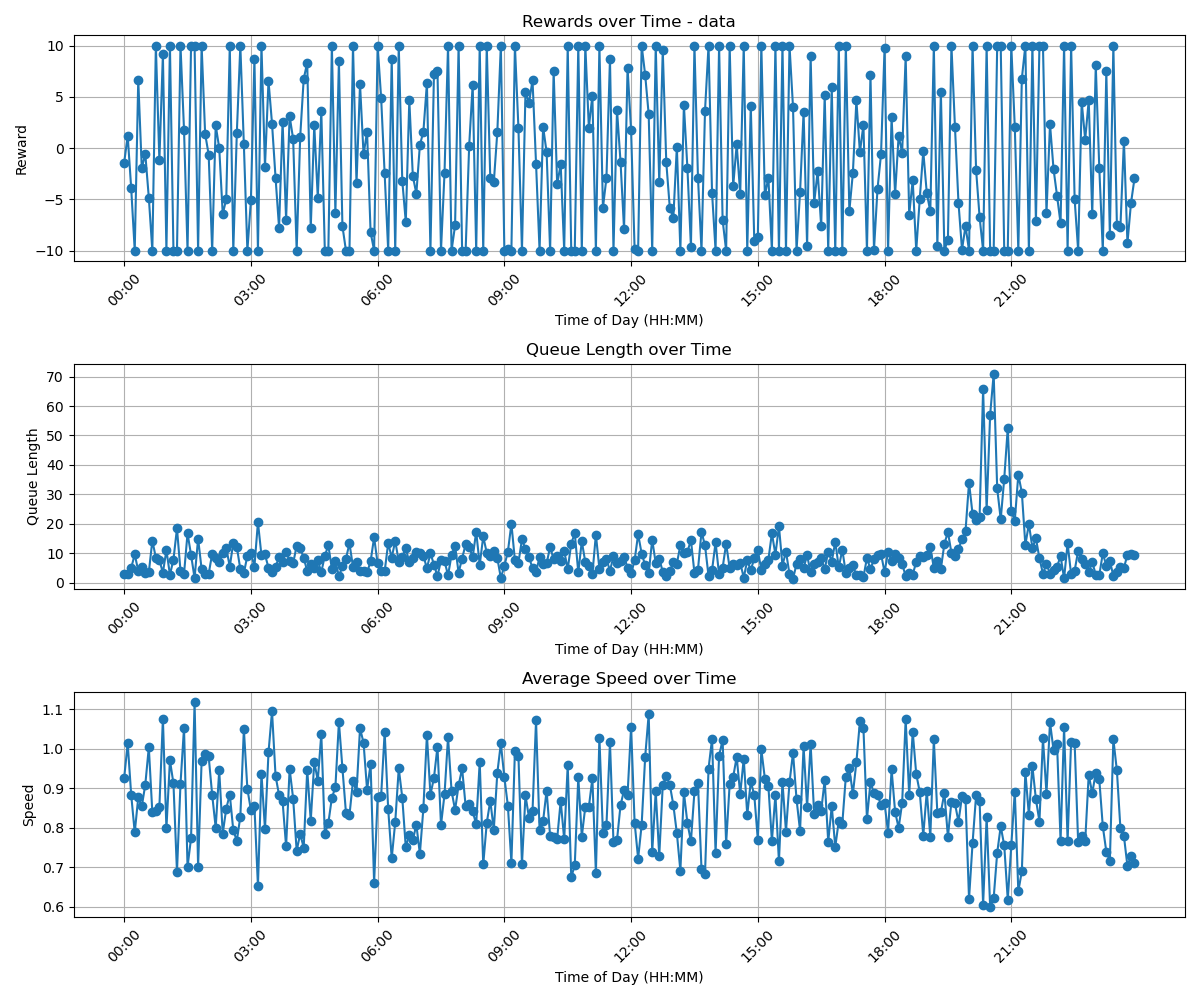 Rewards over Time - data
10
5
0
−5
−10
Reward
00:00 03:00 06:00 09:00 12:00 15:00 18:00 21:00
Time of Day (HH:MM)
Queue Length over Time
70
60
50
40
30
20
10
0
Queue Length
00:00 03:00 06:00 09:00 12:00 15:00 18:00 21:00
Time of Day (HH:MM)
Average Speed over Time
1.1
1.0
0.9
0.8
0.7
0.6
Speed
00:00 03:00 06:00 09:00 12:00 15:00 18:00 21:00
Time of Day (HH:MM)